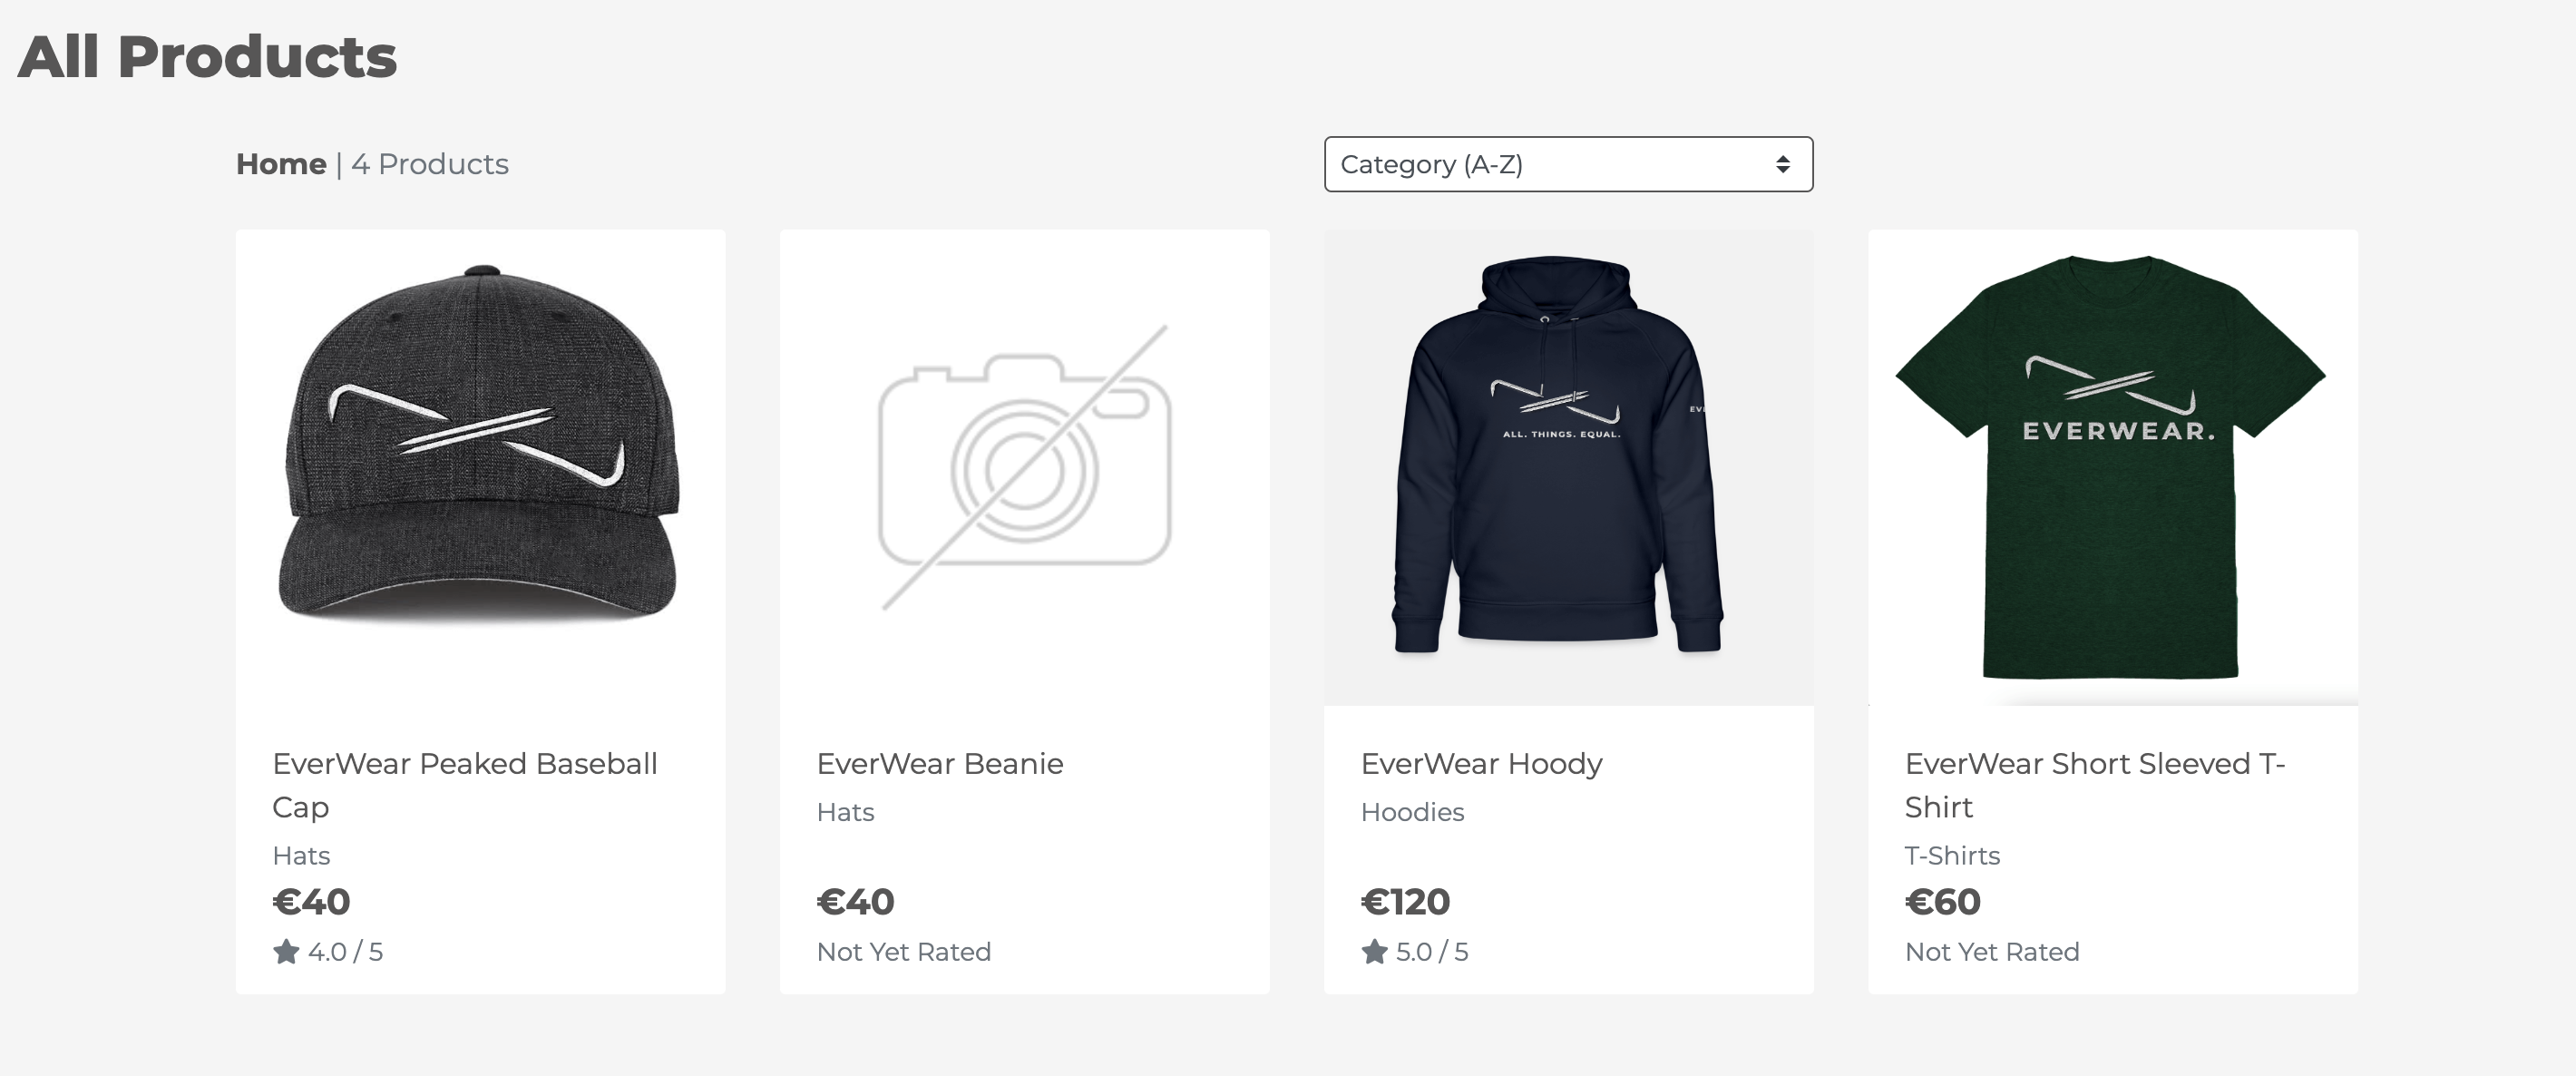 All Products
Home | 4 Products
Category (A-Z)
ALL. THINGS. EQUAL.
EVERWEAR.
EverWear Peaked Baseball
Cap
Hats
€40
4.0 / 5
EverWear Beanie
Hats
€40
Not Yet Rated
EverWear Hoody
Hoodies
€120
5.0 / 5
EverWear Short Sleeved T-
Shirt
T-Shirts
€60
Not Yet Rated